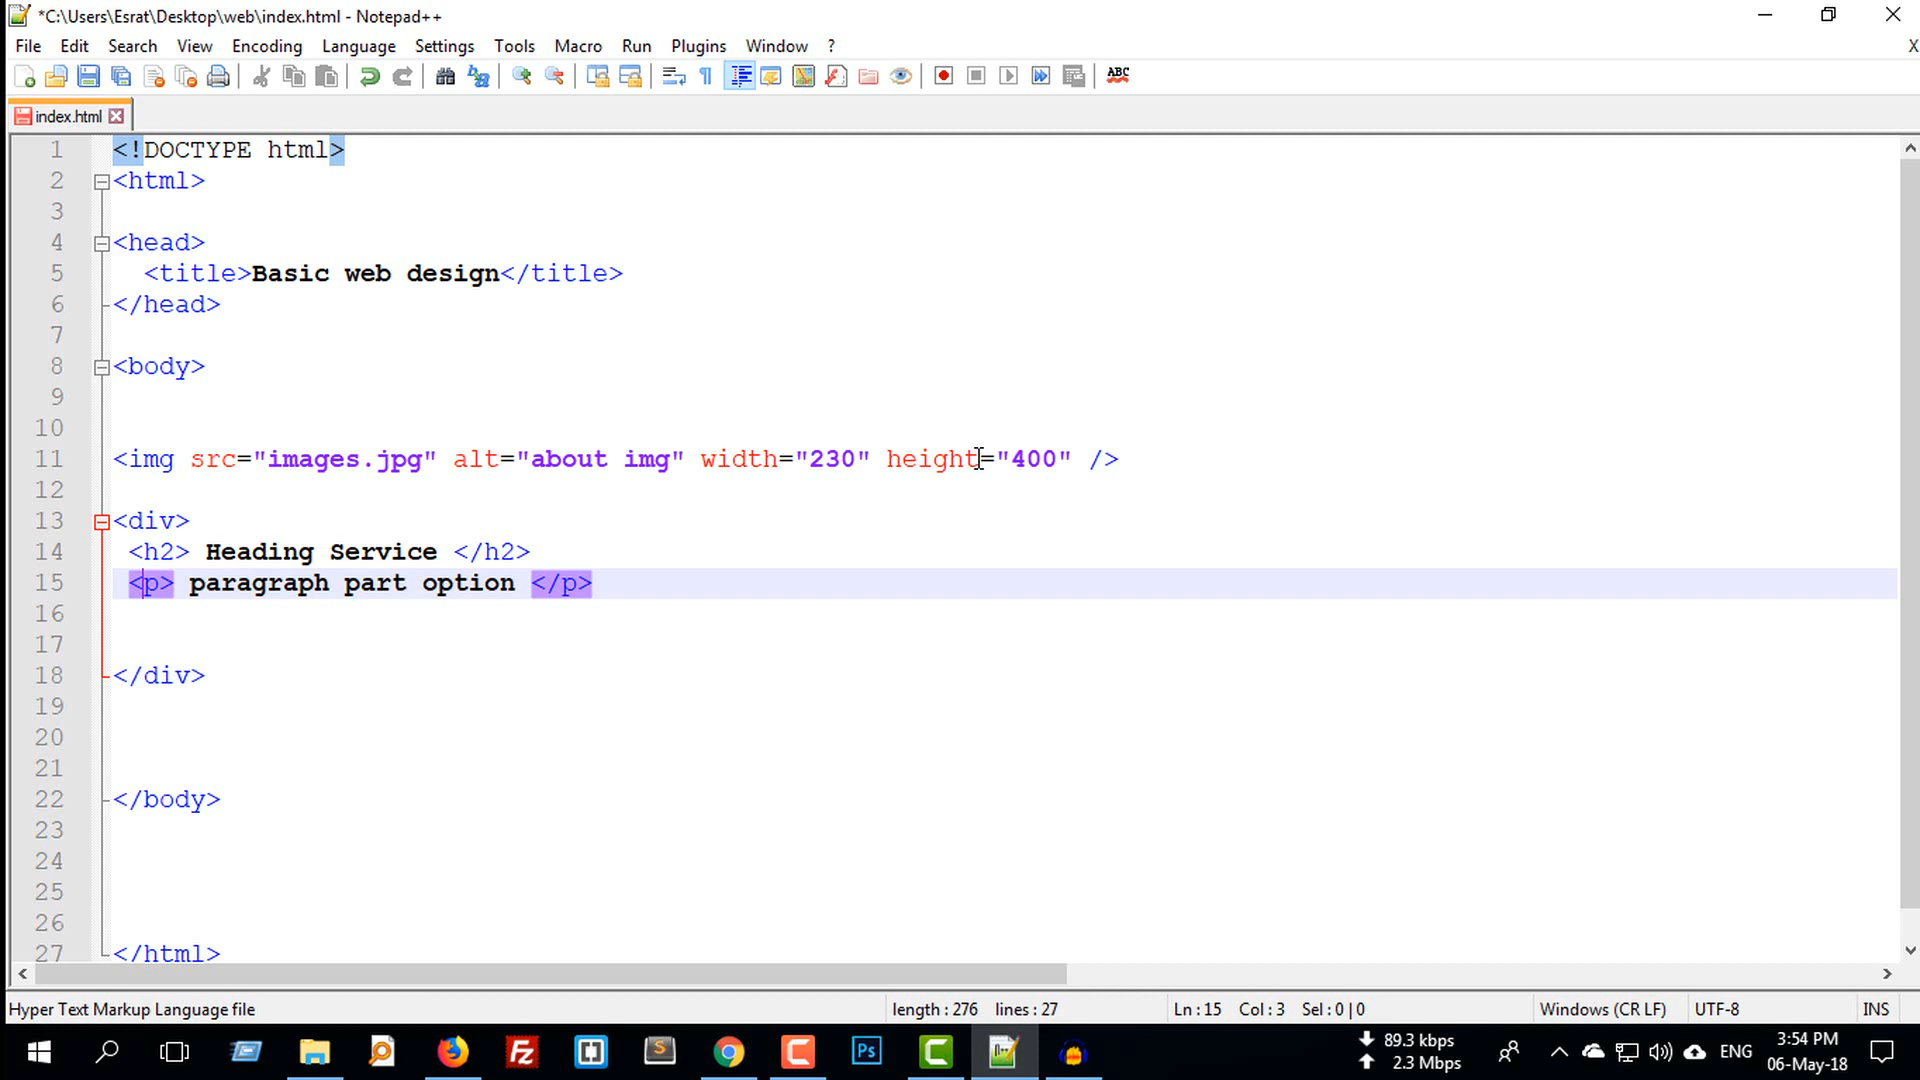 *C:\Users\Esrat\Desktop\web\index.html - Notepad++
File Edit Search View Encoding Language Settings Tools Macro Run Plugins Window ? X
ABC
index.html
1 <!DOCTYPE html>
2 <html>
3
4 <head>
5 <title>Basic web design</title>
6 </head>
7
8 <body>
9
10
11 <img src="images.jpg" alt="about img" width="230" height="400" />
12
13 <div>
14 <h2> Heading Service </h2>
15 <p> paragraph part option </p>
16
17
18 </div>
19
20
21
22 </body>
23
24
25
26
27 </html>
Hyper Text Markup Language file length : 276 lines : 27 Ln : 15 Col : 3 Sel : 0 | 0 Windows (CR LF) UTF-8 INS
Fz S Ps C C
89.3 kbps
2.3 Mbps
ENG
3:54 PM
06-May-18